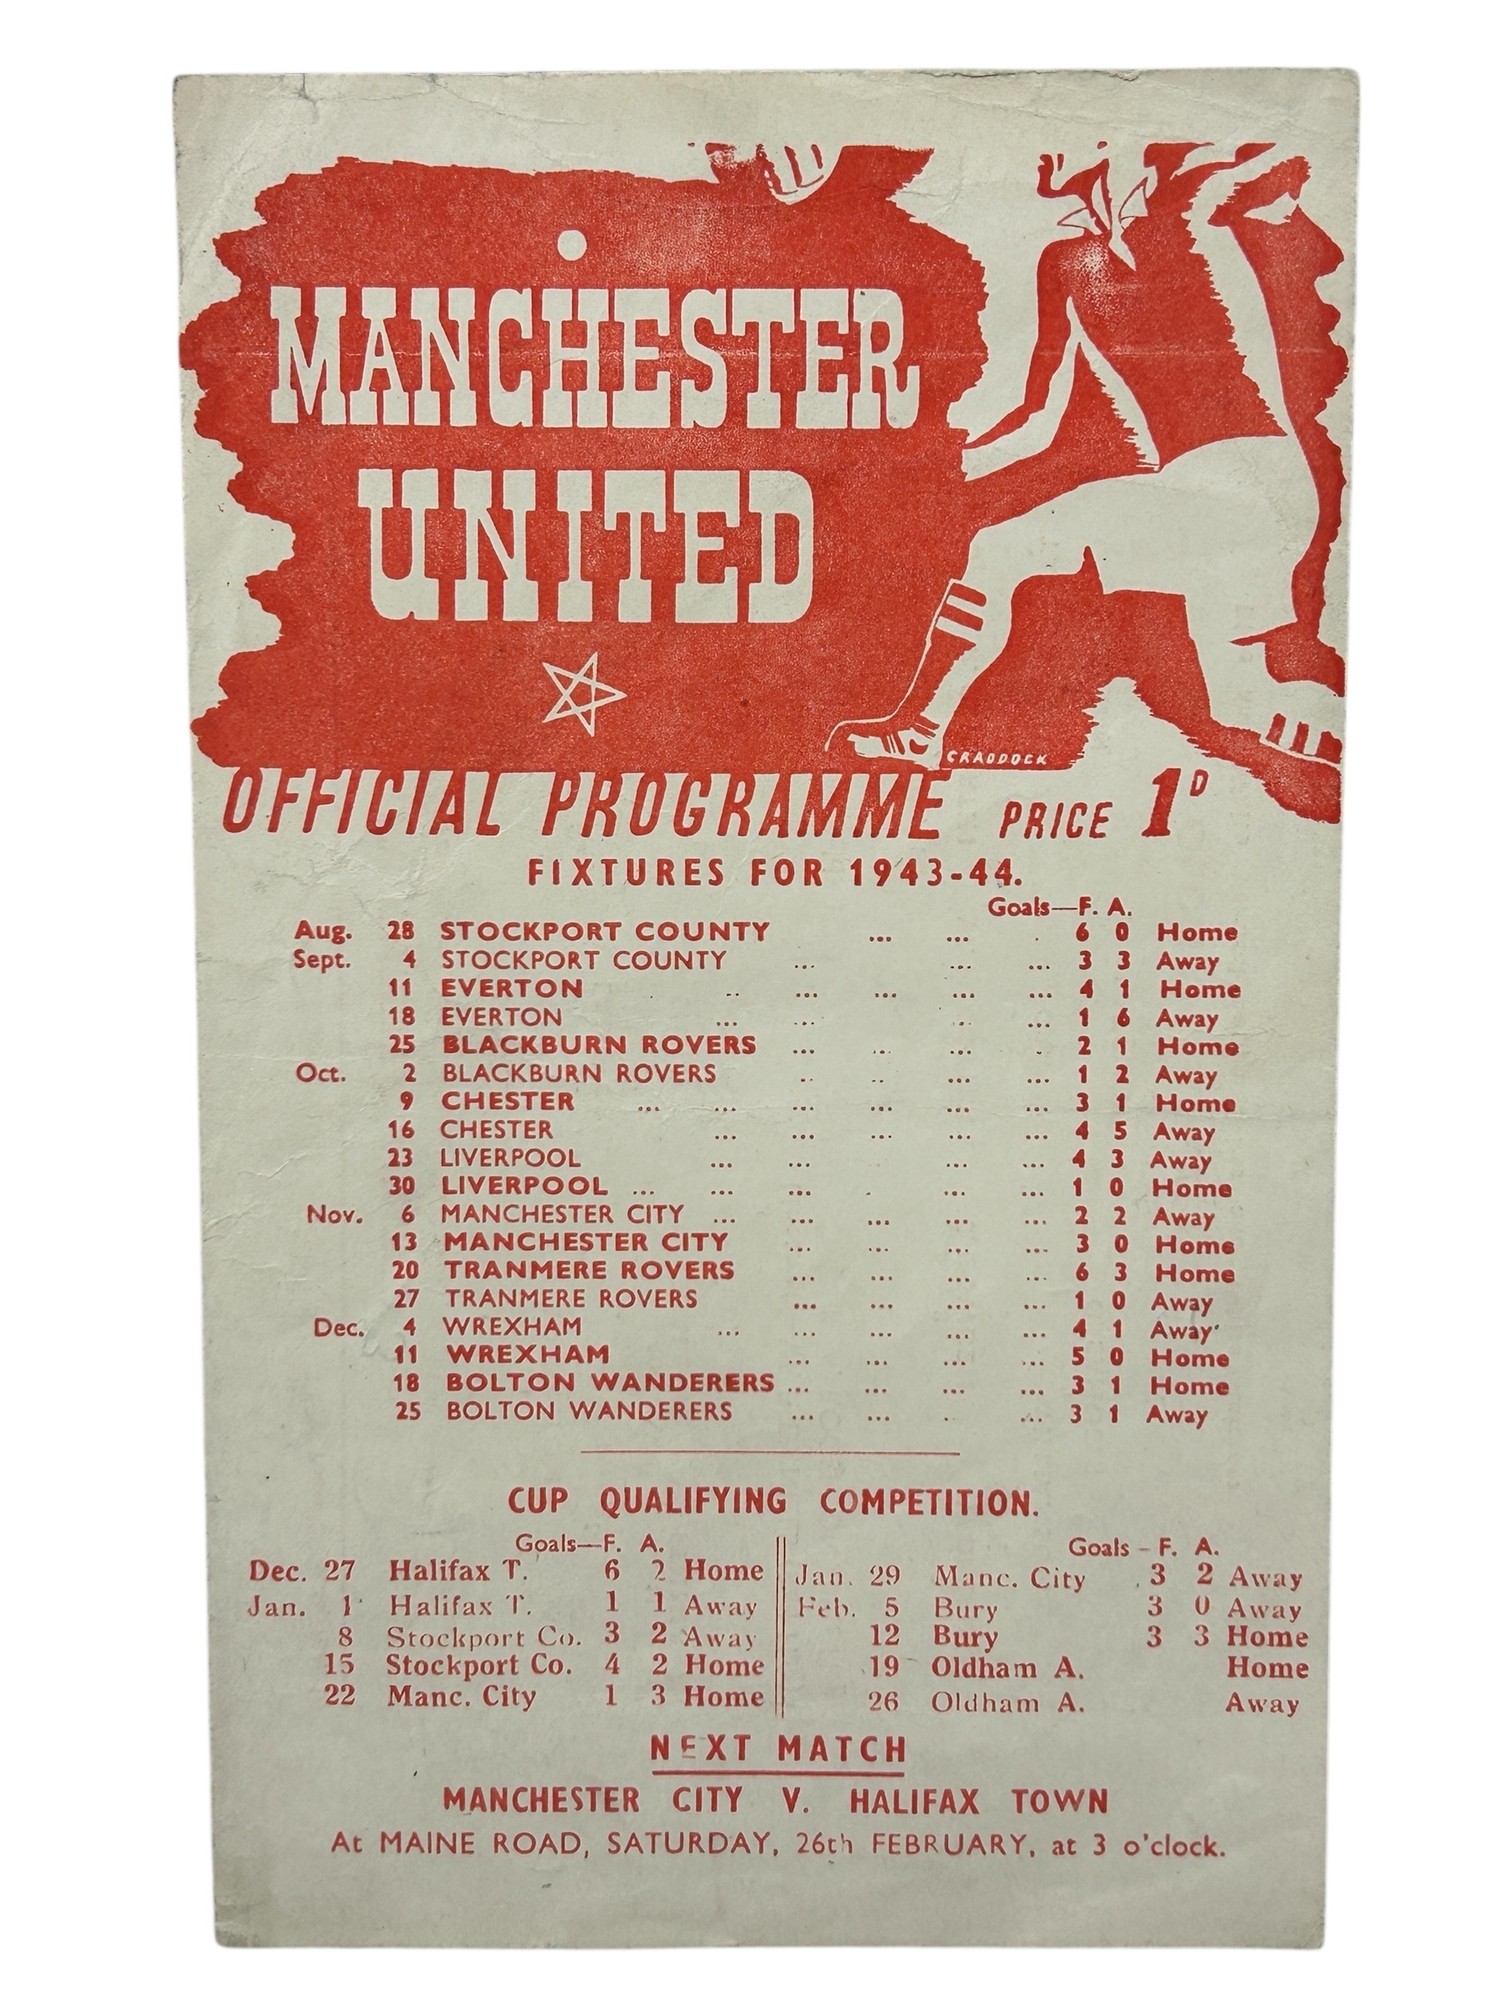 MANCHESTER
UNITED
CRADDOCK
OFFICIAL PROGRAMME PRICE 1D
FIXTURES FOR 1943-44.
Goals—F. A.
Aug. 28 STOCKPORT COUNTY ... ... . 6 0 Home
Sept. 4 STOCKPORT COUNTY ... ... ... 3 3 Away
11 EVERTON . .. ... ... ... ... 4 1 Home
18 EVERTON ... ... .. ... 1 6 Away
25 BLACKBURN ROVERS ... ... ... . 2 1 Home
Oct. 2 BLACKBURN ROVERS .. .. ... ... 1 2 Away
9 CHESTER ... ... ... ... ... ... 3 1 Home
16 CHESTER ... ... ... ... ... 4 5 Away
23 LIVERPOOL ... ... .. ... ... 4 3 Away
30 LIVERPOOL ... ... ... . ... ... 1 0 Home
Nov. 6 MANCHESTER CITY ... ... ... ... ... 2 2 Away
13 MANCHESTER CITY ... ... ... ... 3 0 Home
20 TRANMERE ROVERS ... ... ... ... 6 3 Home
27 TRANMERE ROVERS ... ... ... ... 1 0 Away
Dec. 4 WREXHAM ... ... ... ... ... 4 1 Away
11 WREXHAM ... ... ... ... 5 0 Home
18 BOLTON WANDERERS ... ... ... ... 3 1 Home
25 BOLTON WANDERERS ... ... . ... 3 1 Away
CUP QUALIFYING COMPETITION.
Goals—F. A.
Dec. 27 Halifax T. 6 2 Home
Jan. 1 Halifax T. 1 1 Away
8 Stockport Co. 3 2 Away
15 Stockport Co. 4 2 Home
22 Manc. City 1 3 Home
Goals - F. A.
Jan. 29 Manc. City 3 2 Away
Feb. 5 Bury 3 0 Away
12 Bury 3 3 Home
19 Oldham A. Home
26 Oldham A. Away
NEXT MATCH
MANCHESTER CITY V. HALIFAX TOWN
At MAINE ROAD, SATURDAY, 26th FEBRUARY, at 3 o'clock.